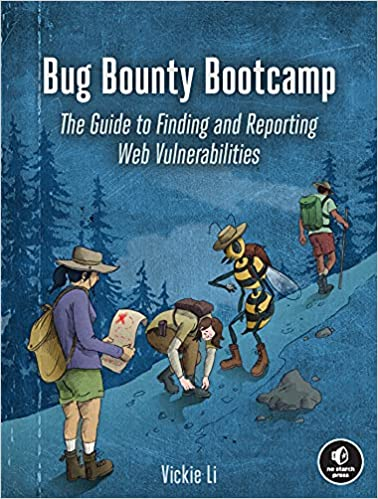 Bug Bounty Bootcamp
The Guide to Finding and Reporting
Web Vulnerabilities
Vickie Li
no starch
press